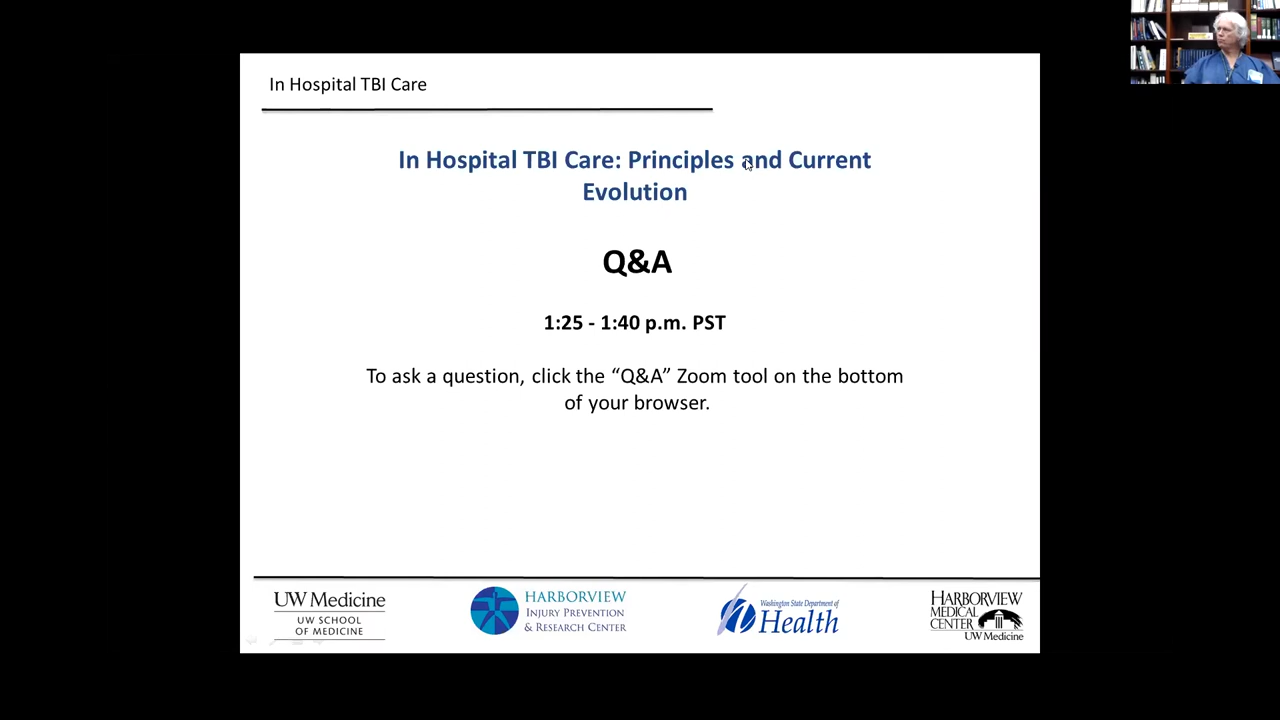 In Hospital TBI Care
In Hospital TBI Care: Principles and Current
Evolution
Q&A
1:25 - 1:40 p.m. PST
To ask a question, click the “Q&A” Zoom tool on the bottom
of your browser.
UW Medicine
UW SCHOOL
OF MEDICINE
HARBORVIEW
INJURY PREVENTION
& RESEARCH CENTER
Washington State Department of
Health
HARBORVIEW
MEDICAL
CENTER
UW Medicine